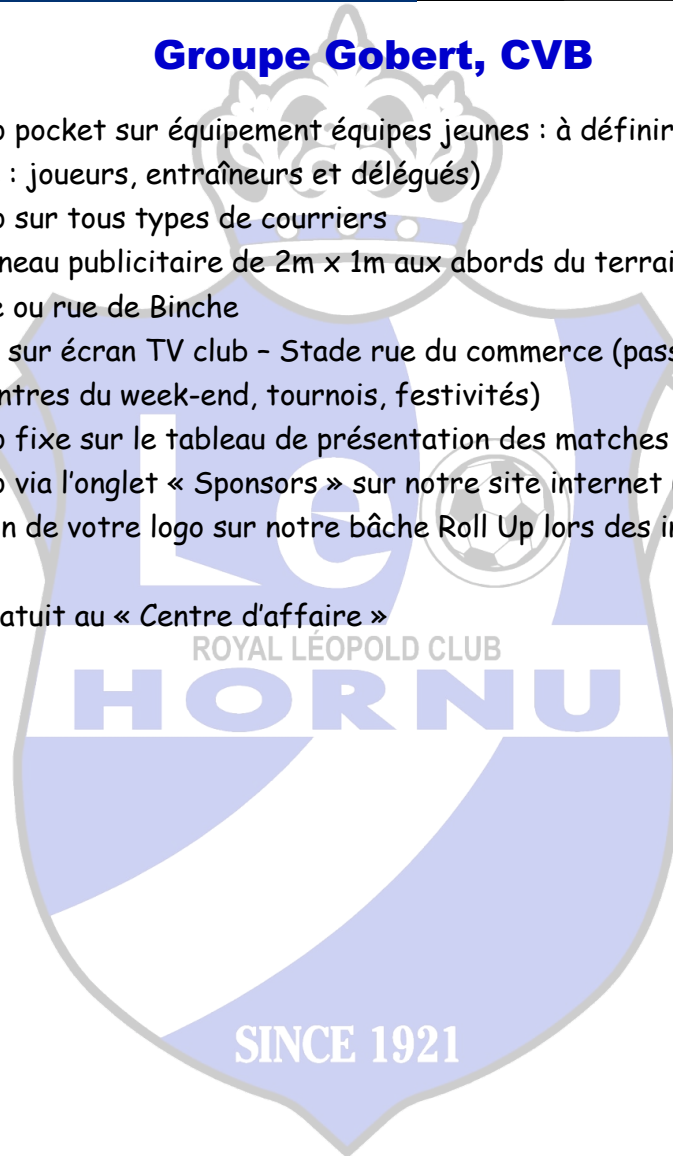 Groupe Gobert, CVB
pocket sur équipement équipes jeunes : à définir
: joueurs, entraîneurs et délégués)
sur tous types de courriers
neau publicitaire de 2m x 1m aux abords du terrai
ou rue de Binche
sur écran TV club – Stade rue du commerce (pass
ntres du week-end, tournois, festivités)
fixe sur le tableau de présentation des matches
via l’onglet « Sponsors » sur notre site internet
n de votre logo sur notre bâche Roll Up lors des i
atuit au « Centre d’affaire »
Leo
ROYAL LÉOPOLD CLUB
HORNU
SINCE 1921